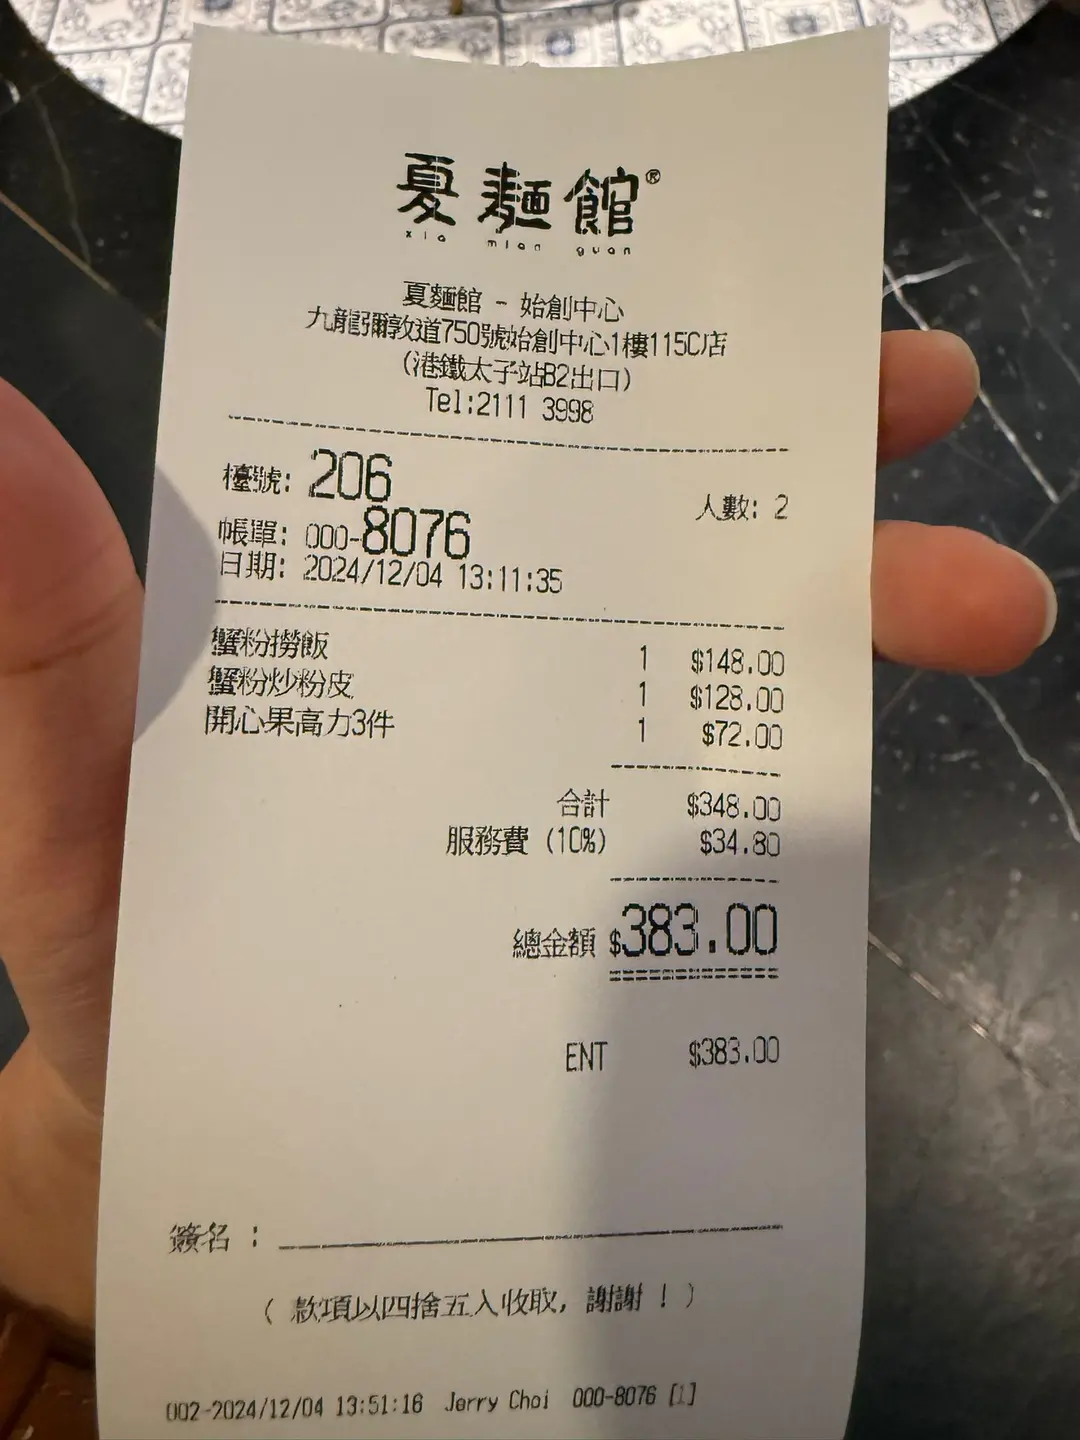 夏麵館®
xia mian guan
夏麵館 - 始創中心
九龍彌敦道750號始創中心1樓115C店
(港鐵太子站B2出口)
Tel:2111 3998
檯號: 206
人數: 2
帳單: 000-8076
日期: 2024/12/04 13:11:35
蟹粉撈飯 1 $148.00
蟹粉炒粉皮 1 $128.00
開心果高力3件 1 $72.00
合計 $348.00
服務費 (10%) $34.80
總金額 $383.00
ENT $383.00
簽名 :
( 款項以四捨五入收取, 謝謝 ! )
002-2024/12/04 13:51:16 Jerry Choi 000-8076 [1]